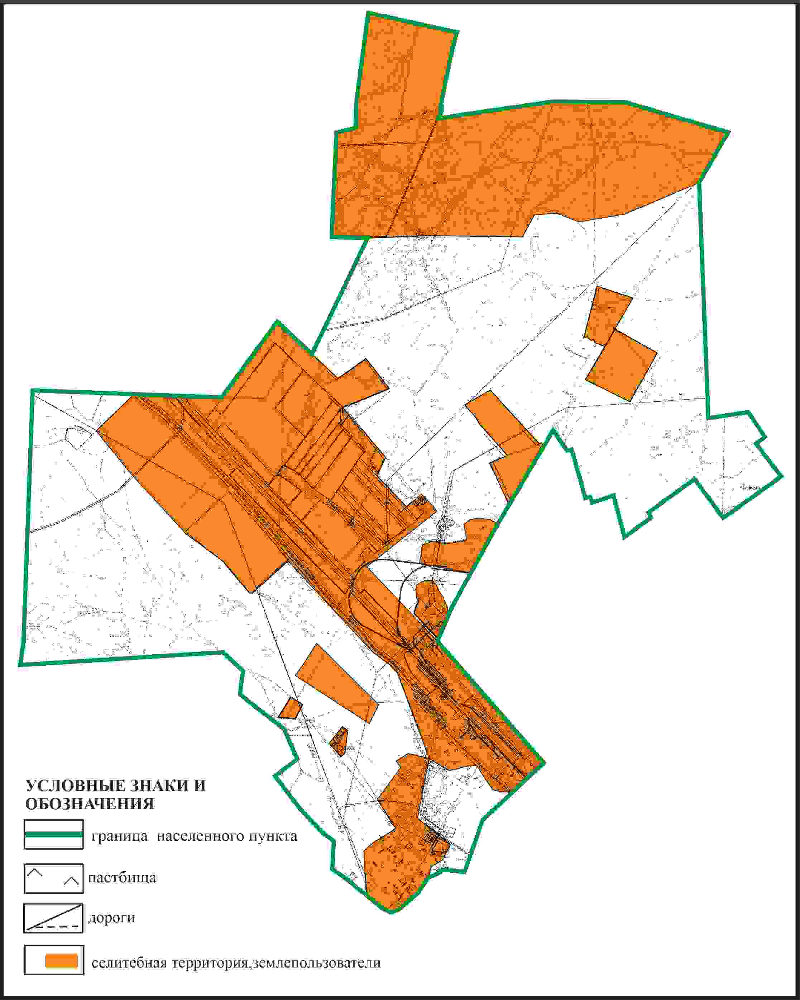 УСЛОВНЫЕ ЗНАКИ И
ОБОЗНАЧЕНИЯ
граница населенного пункта
пастбища
дороги
селитебная территория,землепользователи